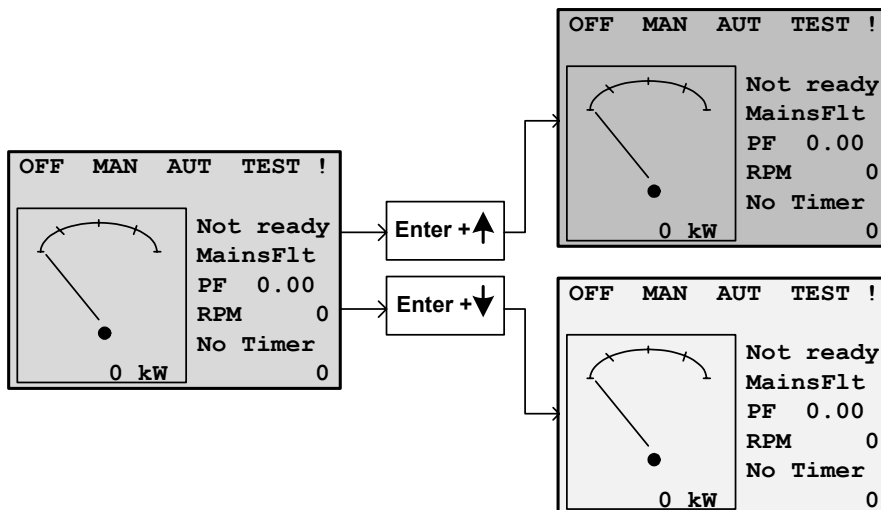 OFF MAN AUT TEST !
Not ready
MainsFlt
PF 0.00
RPM 0
No Timer
0 kW 0
Enter +
Enter +
OFF MAN AUT TEST !
Not ready
MainsFlt
PF 0.00
RPM 0
No Timer
0 kW 0
OFF MAN AUT TEST !
Not ready
MainsFlt
PF 0.00
RPM 0
No Timer
0 kW 0